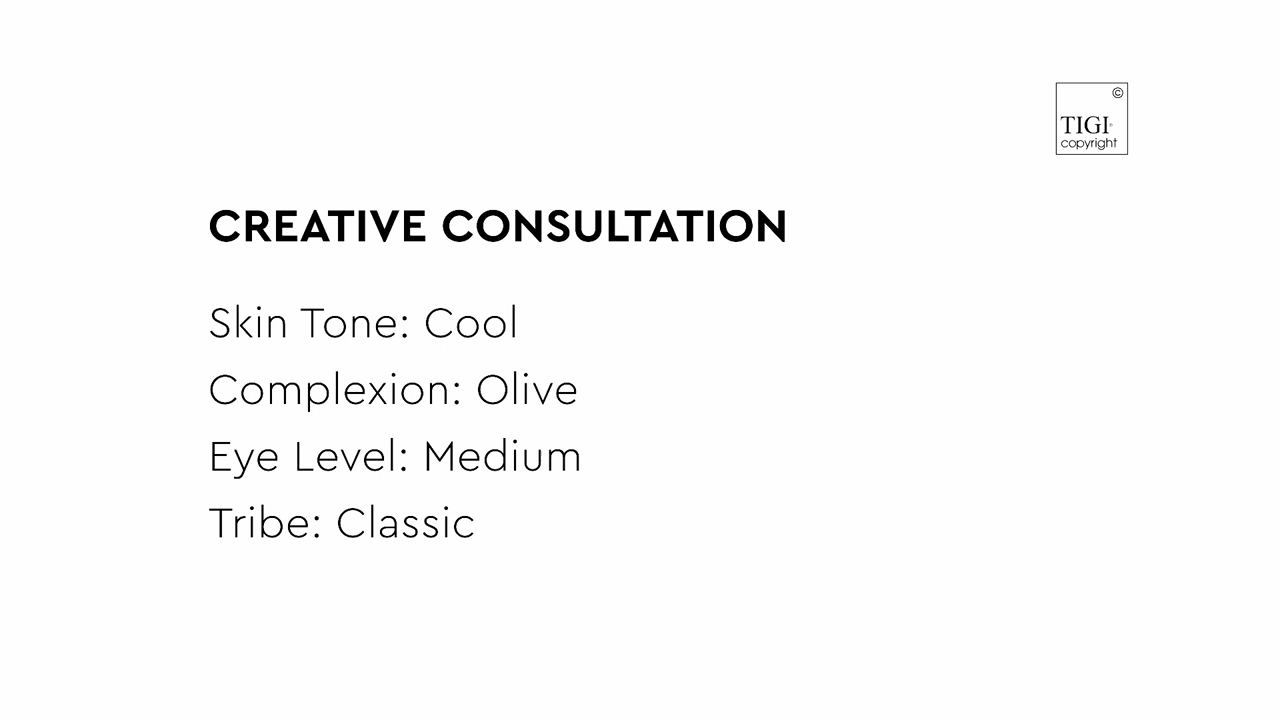 ©
TIGI®
copyright
CREATIVE CONSULTATION
Skin Tone: Cool
Complexion: Olive
Eye Level: Medium
Tribe: Classic